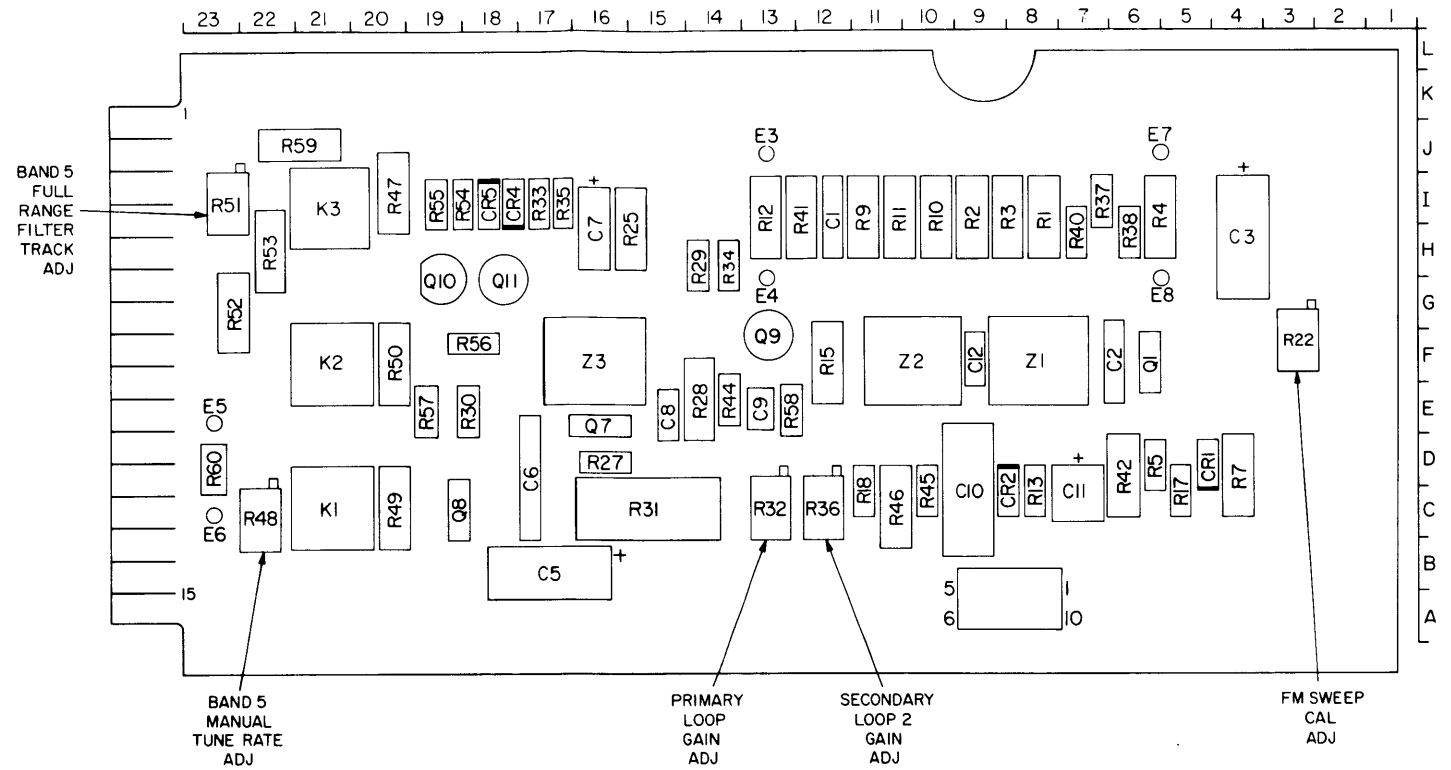 23 22 21 20 19 18 17 16 15 14 13 12 11 10 9 8 7 6 5 4 3 2 1
L
K
J
I
H
G
F
E
D
C
B
A
1
15
BAND 5
FULL
RANGE
FILTER
TRACK
ADJ
R59
E3
E7
R51
K3
R47
R55
R54
CR5
CR4
R33
R35
+
C7
R25
R12
R41
C1
R9
R11
R10
R2
R3
R1
R40
R37
R38
R4
+
C3
R53
R29
R34
Q10
Q11
E4
E8
R52
K2
R50
R56
Z3
Q9
R15
Z2
C12
Z1
C2
Q1
R22
R57
R30
C8
R28
R44
C9
R58
E5
Q7
R60
C6
R27
R18
R46
R45
C10
CR2
R13
+
C11
R42
R5
R17
CR1
R7
R48
K1
R49
Q8
R31
R32
R36
E6
C5
+
5
1
6
10
BAND 5
MANUAL
TUNE RATE
ADJ
PRIMARY
LOOP
GAIN
ADJ
SECONDARY
LOOP 2
GAIN
ADJ
FM SWEEP
CAL
ADJ